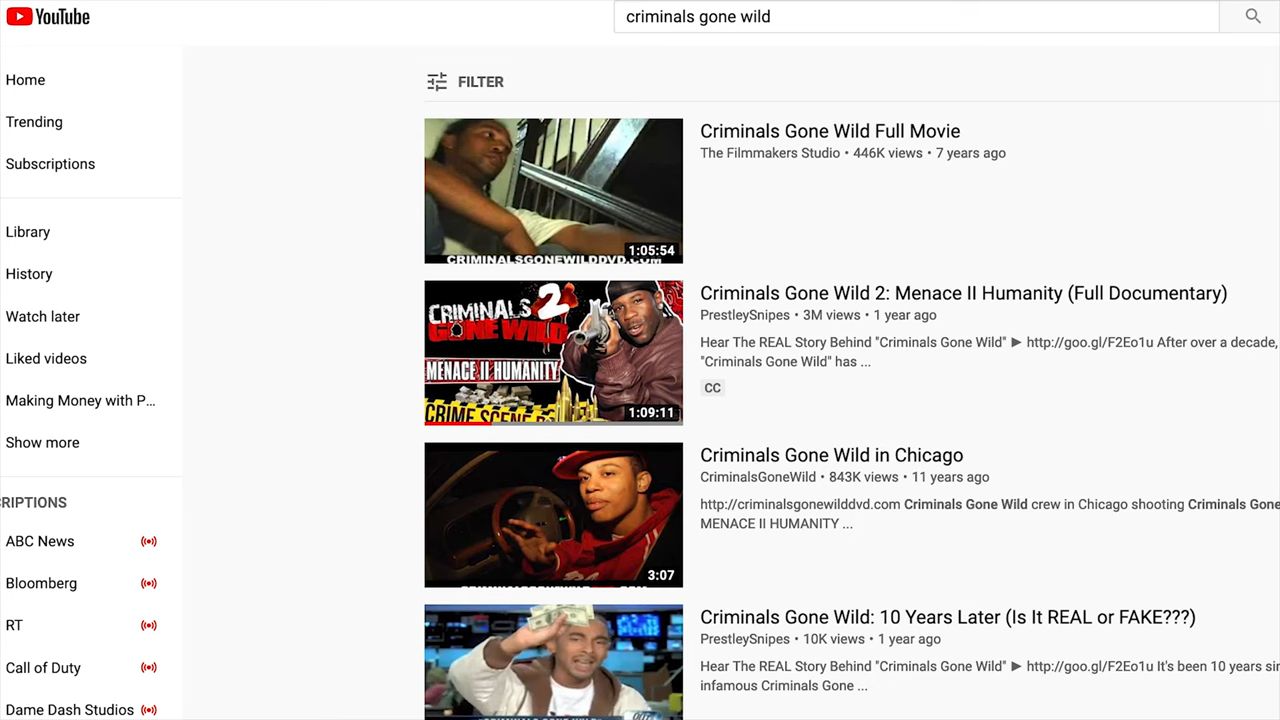 YouTube
criminals gone wild
Home
Trending
Subscriptions
Library
History
Watch later
Liked videos
Making Money with P...
Show more
RIPTIONS
ABC News
Bloomberg
RT
Call of Duty
Dame Dash Studios
FILTER
1:05:54
CRIMINALSGONEWILDDVD.COM
Criminals Gone Wild Full Movie
The Filmmakers Studio • 446K views • 7 years ago
CRIMINALS 2
GONE WILD
MENACE II HUMANITY
CRIME SCENE
1:09:11
Criminals Gone Wild 2: Menace II Humanity (Full Documentary)
PrestleySnipes • 3M views • 1 year ago
Hear The REAL Story Behind "Criminals Gone Wild" ► http://goo.gl/F2Eo1u After over a decade,
"Criminals Gone Wild" has ...
CC
3:07
Criminals Gone Wild in Chicago
CriminalsGoneWild • 843K views • 11 years ago
http://criminalsgonewilddvd.com Criminals Gone Wild crew in Chicago shooting Criminals Gone
MENACE II HUMANITY ...
Criminals Gone Wild: 10 Years Later (Is It REAL or FAKE???)
PrestleySnipes • 10K views • 1 year ago
Hear The REAL Story Behind "Criminals Gone Wild" ► http://goo.gl/F2Eo1u It's been 10 years sin
infamous Criminals Gone ...